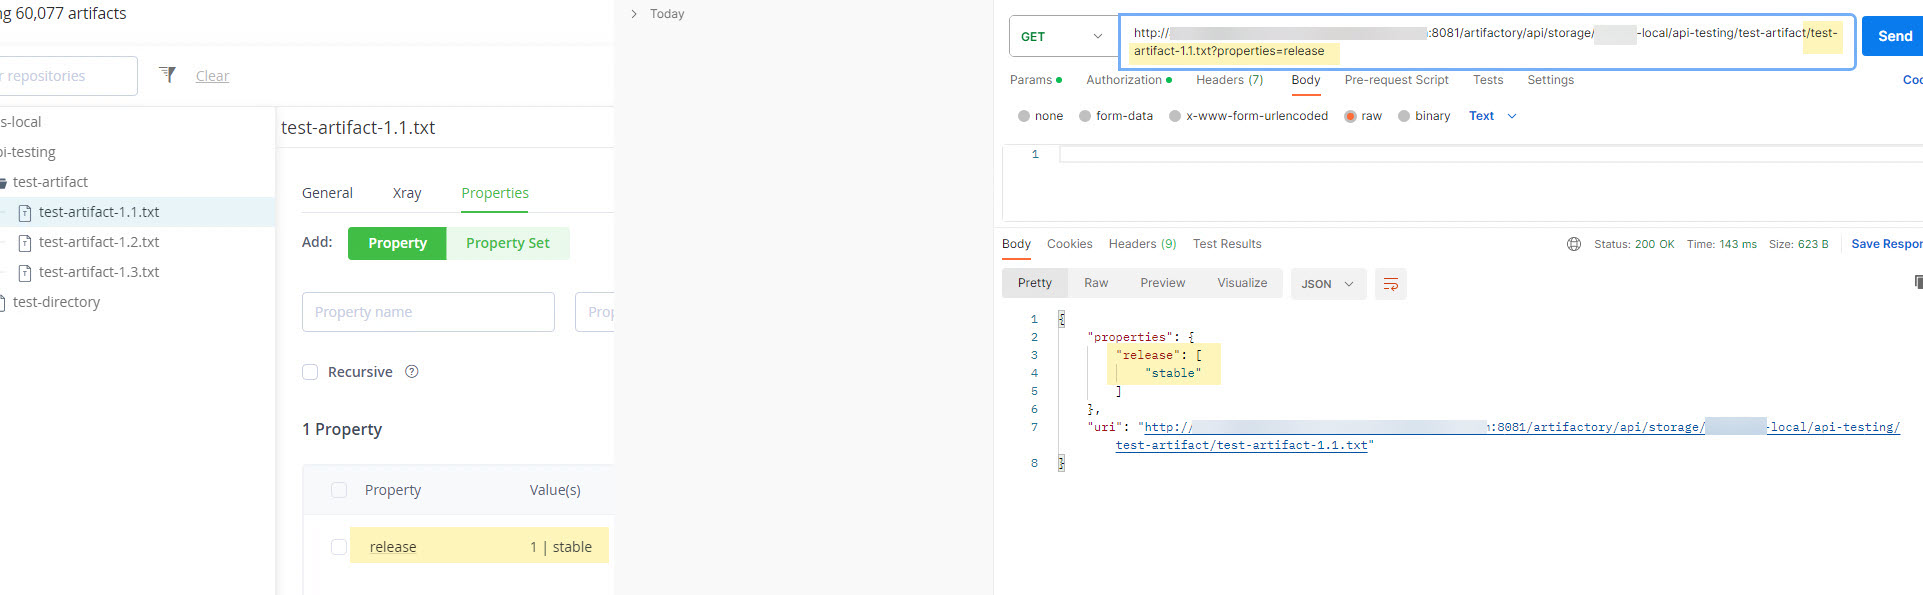 ng 60,077 artifacts
r repositories
Clear
s-local
pi-testing
test-artifact
test-artifact-1.1.txt
test-artifact-1.2.txt
test-artifact-1.3.txt
test-directory
test-artifact-1.1.txt
General Xray Properties
Add: Property Property Set
Property name Prop
Recursive ?
1 Property
Property Value(s)
release 1 | stable
Today
GET
http:// :8081/artifactory/api/storage/ -local/api-testing/test-artifact/test-
artifact-1.1.txt?properties=release
Send
Params Authorization Headers (7) Body Pre-request Script Tests Settings Coo
none form-data x-www-form-urlencoded raw binary Text
1
Body Cookies Headers (9) Test Results Status: 200 OK Time: 143 ms Size: 623 B Save Respon
Pretty Raw Preview Visualize JSON
1 {
2 "properties": {
3 "release": [
4 "stable"
5 ]
6 },
7 "uri": "http:// :8081/artifactory/api/storage/ -local/api-testing/
test-artifact/test-artifact-1.1.txt"
8 }